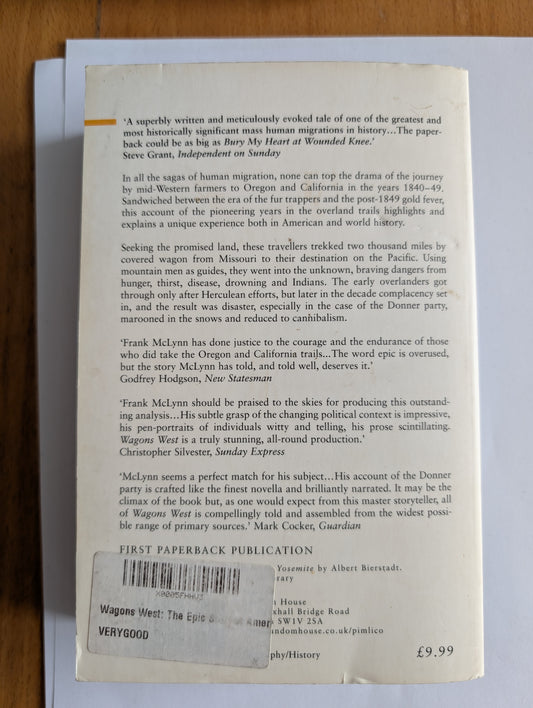 'A superbly written and meticulously evoked tale of one of the greatest and
most historically significant mass human migrations in history...The paper-
back could be as big as Bury My Heart at Wounded Knee.'
Steve Grant, Independent on Sunday
In all the sagas of human migration, none can top the drama of the journey
by mid-Western farmers to Oregon and California in the years 1840–49.
Sandwiched between the era of the fur trappers and the post-1849 gold fever,
this account of the pioneering years in the overland trails highlights and
explains a unique experience both in American and world history.
Seeking the promised land, these travellers trekked two thousand miles by
covered wagon from Missouri to their destination on the Pacific. Using
mountain men as guides, they went into the unknown, braving dangers from
hunger, thirst, disease, drowning and Indians. The early overlanders got
through only after Herculean efforts, but later in the decade complacency set
in, and the result was disaster, especially in the case of the Donner party,
marooned in the snows and reduced to cannibalism.
'Frank McLynn has done justice to the courage and the endurance of those
who did take the Oregon and California trails...The word epic is overused,
but the story McLynn has told, and told well, deserves it.'
Godfrey Hodgson, New Statesman
'Frank McLynn should be praised to the skies for producing this outstand-
ing analysis...His subtle grasp of the changing political context is impressive,
his pen-portraits of individuals witty and telling, his prose scintillating.
Wagons West is a truly stunning, all-round production.'
Christopher Silvester, Sunday Express
'McLynn seems a perfect match for his subject...His account of the Donner
party is crafted like the finest novella and brilliantly narrated. It may be the
climax of the book but, as one would expect from this master storyteller, all
of Wagons West is compellingly told and assembled from the widest possi-
ble range of primary sources.' Mark Cocker, Guardian
FIRST PAPERBACK PUBLICATION
Yosemite by Albert Bierstadt.
rary
House
xhall Bridge Road
SW1V 2SA
ndomhouse.co.uk/pimlico
Wagons West: The Epic Amer
VERYGOOD
phy/History
£9.99